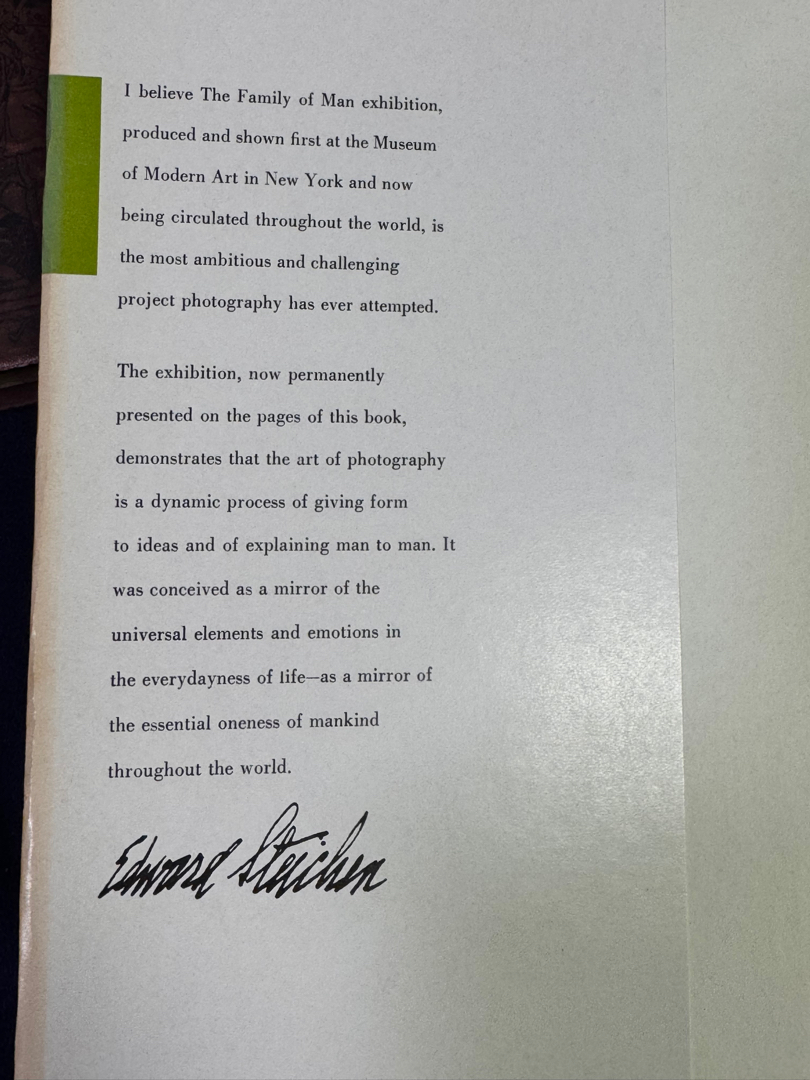 I believe The Family of Man exhibition,
produced and shown first at the Museum
of Modern Art in New York and now
being circulated throughout the world, is
the most ambitious and challenging
project photography has ever attempted.
The exhibition, now permanently
presented on the pages of this book,
demonstrates that the art of photography
is a dynamic process of giving form
to ideas and of explaining man to man. It
was conceived as a mirror of the
universal elements and emotions in
the everydayness of life—as a mirror of
the essential oneness of mankind
throughout the world.
Edward Steichen